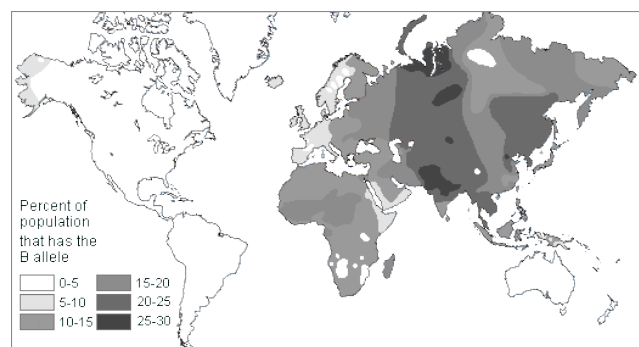 Percent of
population
that has the
B allele
0-5
5-10
10-15
15-20
20-25
25-30